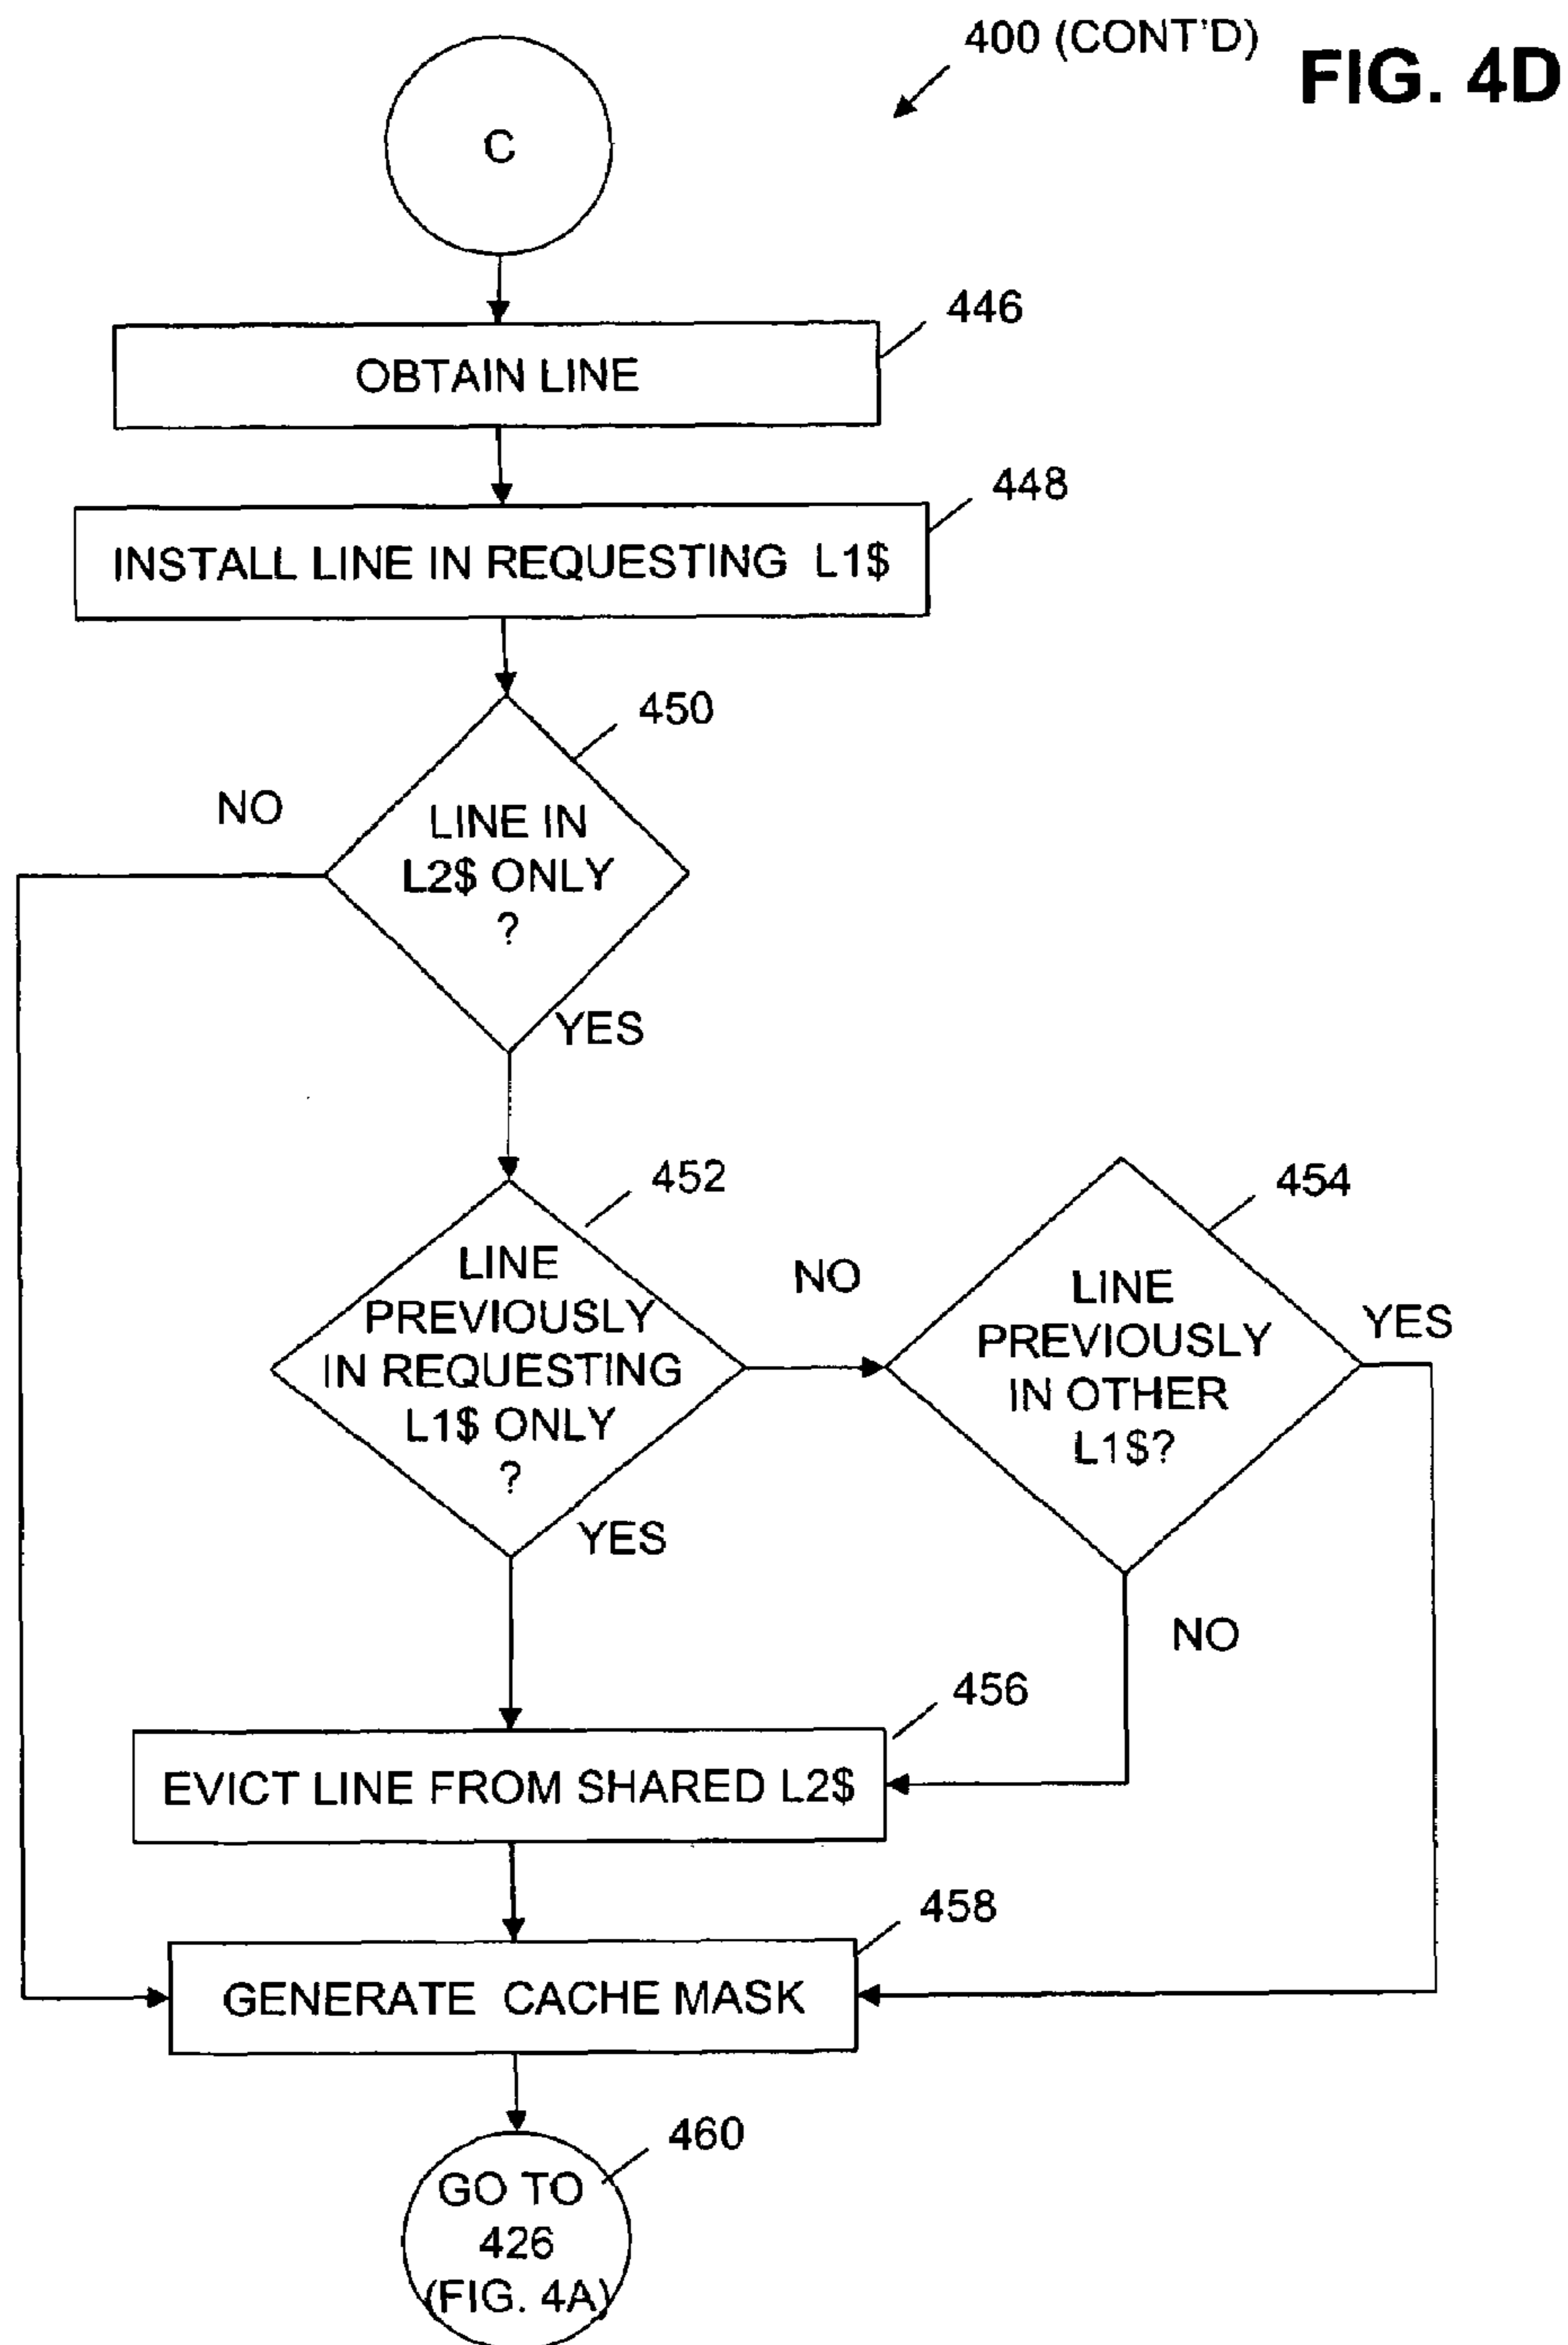 400 (CONT'D)
FIG. 4D
C
446
OBTAIN LINE
448
INSTALL LINE IN REQUESTING L1$
450
NO
LINE IN
L2$ ONLY
?
YES
452
LINE
PREVIOUSLY
IN REQUESTING
L1$ ONLY
?
NO
YES
454
LINE
PREVIOUSLY
IN OTHER
L1$?
YES
NO
456
EVICT LINE FROM SHARED L2$
458
GENERATE CACHE MASK
460
GO TO
426
(FIG. 4A)